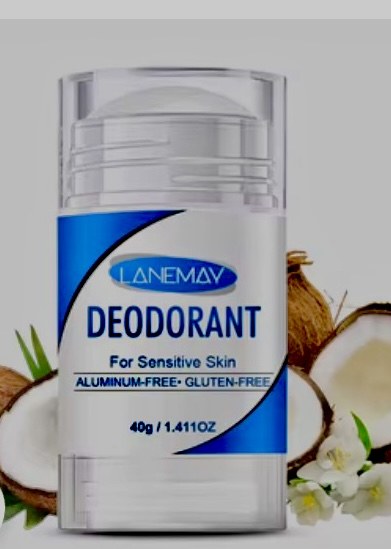 LANEMAY
DEODORANT
For Sensitive Skin
ALUMINUM-FREE• GLUTEN-FREE
40g / 1.411OZ